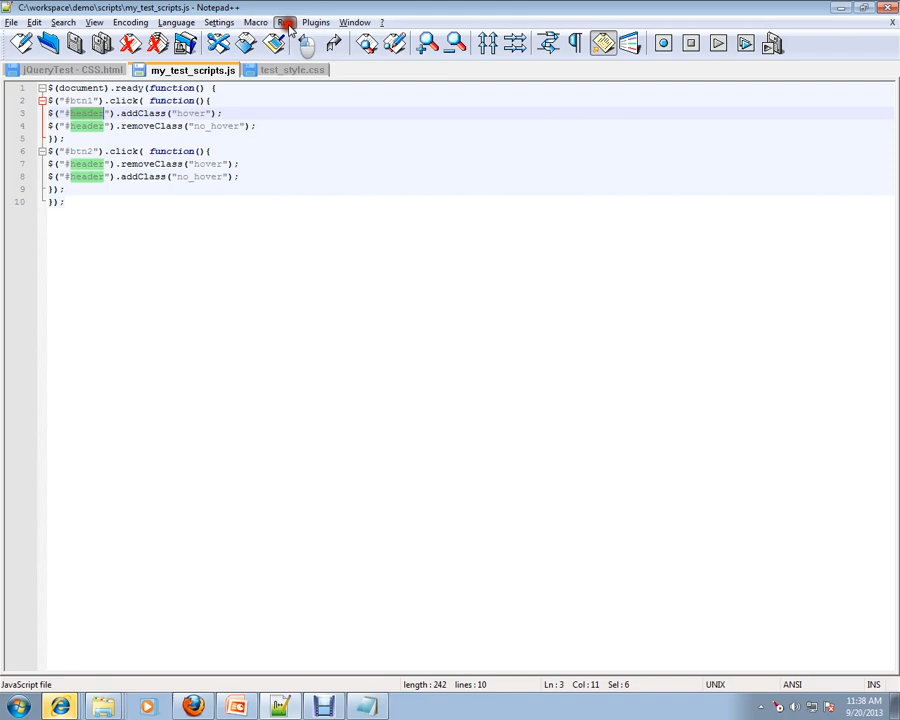 C:\workspace\demo\scripts\my_test_scripts.js - Notepad++
File Edit Search View Encoding Language Settings Macro Plugins Window ? X
jQueryTest - CSS.html my_test_scripts.js test_style.css
1 $(document).ready(function() {
2 $("#btn1").click( function(){
3 $("#header").addClass("hover");
4 $("#header").removeClass("no_hover");
5 });
6 $("#btn2").click( function(){
7 $("#header").removeClass("hover");
8 $("#header").addClass("no_hover");
9 });
10 });
JavaScript file length : 242 lines : 10 Ln : 3 Col : 11 Sel : 6 UNIX ANSI INS
11:38 AM
9/20/2013